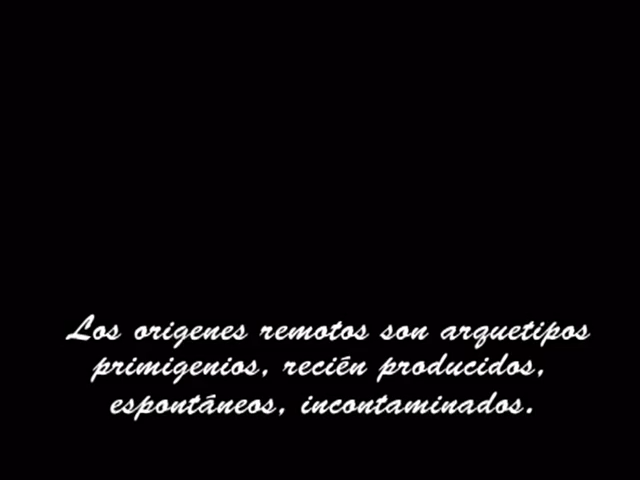 Los origenes remotos son arquetipos
primigenios, recién producidos,
espontáneos, incontaminados.